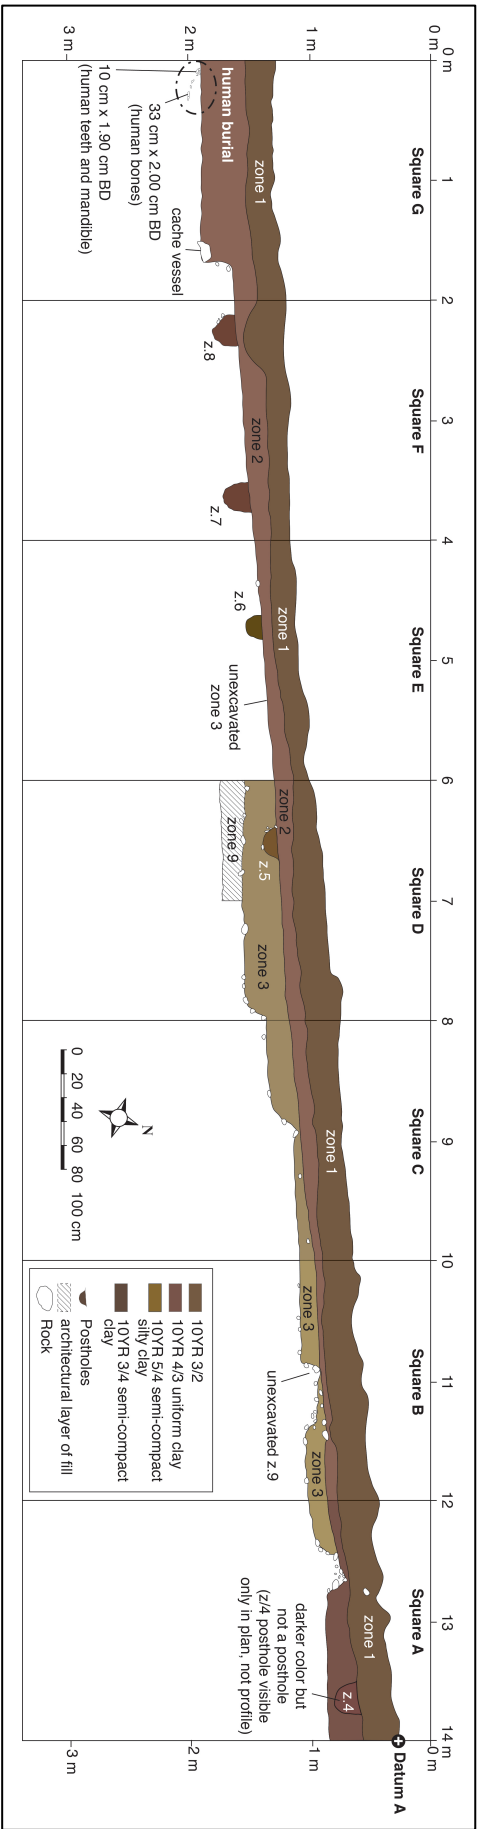 Square G
Square F
Square E
Square D
Square C
Square B
Square A
0 m
1
2
3
4
5
6
7
8
9
10
11
12
13
14 m
0 m
1 m
2 m
3 m
0 m
1 m
2 m
3 m
Datum A
zone 1
human burial
10 cm x 1.90 cm BD
(human teeth and mandible)
33 cm x 2.00 cm BD
(human bones)
cache vessel
z.8
zone 2
z.7
z.6
zone 1
unexcavated
zone 3
zone 2
z.5
zone 9
zone 3
zone 1
zone 3
unexcavated z.9
zone 3
zone 1
z.4
darker color but
not a posthole
(z/4 posthole visible
only in plan, not profile)
N
0 20 40 60 80 100 cm
10YR 3/2
10YR 4/3 uniform clay
10YR 5/4 semi-compact
silty clay
10YR 3/4 semi-compact
clay
Postholes
architectural layer of fill
Rock